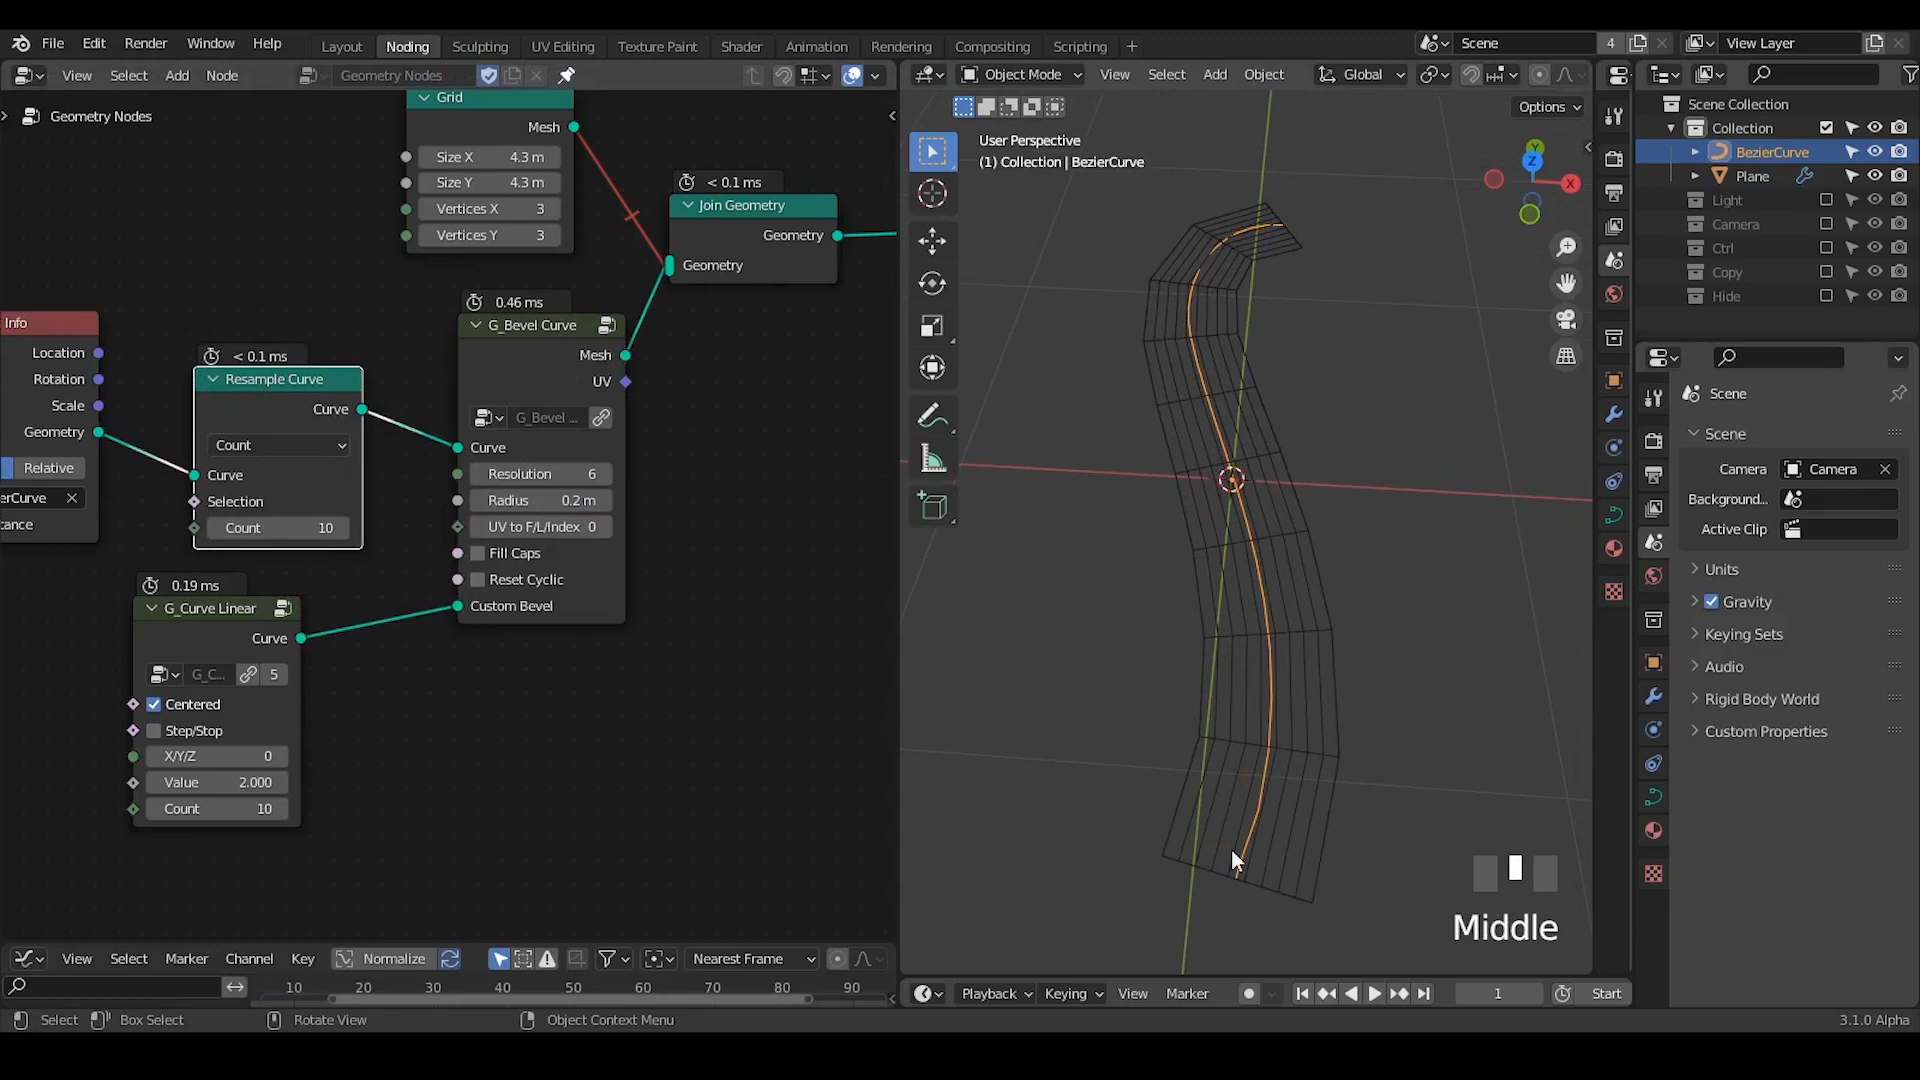 File Edit Render Window Help
Layout Noding Sculpting UV Editing Texture Paint Shader Animation Rendering Compositing Scripting +
Scene 4 View Layer
View Select Add Node Geometry Nodes
Object Mode View Select Add Object Global
Options
Geometry Nodes
Grid
Mesh
Size X 4.3 m
Size Y 4.3 m
Vertices X 3
Vertices Y 3
< 0.1 ms
Join Geometry
Geometry
Geometry
Info
Location
Rotation
Scale
Geometry
Relative
erCurve
tance
< 0.1 ms
Resample Curve
Curve
Count
Curve
Selection
Count 10
0.46 ms
G_Bevel Curve
Mesh
UV
G_Bevel ...
Curve
Resolution 6
Radius 0.2 m
UV to F/L/Index 0
Fill Caps
Reset Cyclic
Custom Bevel
0.19 ms
G_Curve Linear
Curve
G_C... 5
Centered
Step/Stop
X/Y/Z 0
Value 2.000
Count 10
User Perspective
(1) Collection | BezierCurve
Y
Z
X
Middle
Scene Collection
Collection
BezierCurve
Plane
Light
Camera
Ctrl
Copy
Hide
Scene
Scene
Camera Camera
Background...
Active Clip
Units
Gravity
Keying Sets
Audio
Rigid Body World
Custom Properties
View Select Marker Channel Key Normalize Nearest Frame
10 20 30 40 50 60 70 80 90
Playback Keying View Marker 1 Start
Select Box Select Rotate View Object Context Menu 3.1.0 Alpha